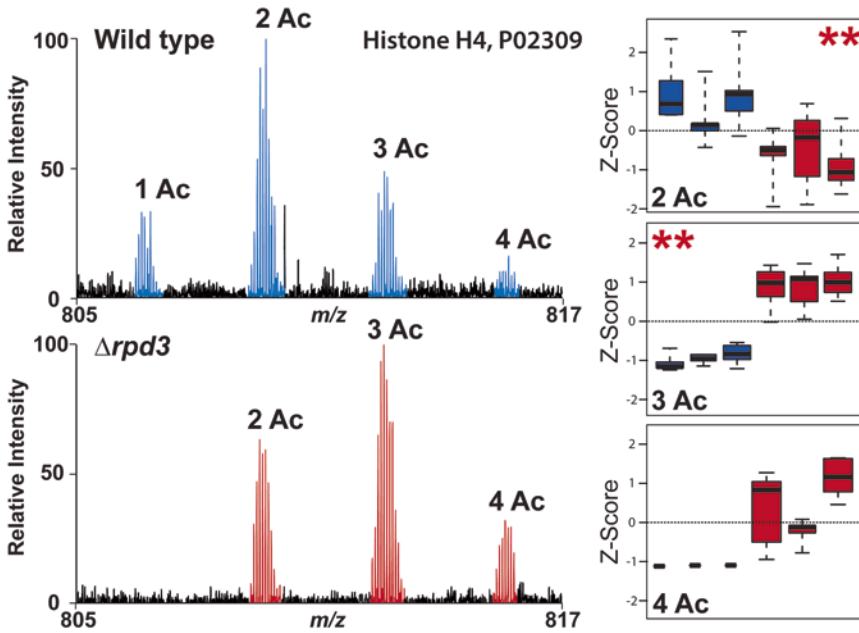 Wild type
Histone H4, P02309
Relative Intensity
100
50
0
1 Ac
2 Ac
3 Ac
4 Ac
805
m/z
817
Δrpd3
Relative Intensity
100
50
0
2 Ac
3 Ac
4 Ac
805
m/z
817
Z-Score
2
1
0
-1
-2
**
2 Ac
Z-Score
2
1
0
-1
-2
**
3 Ac
Z-Score
2
1
0
-1
-2
4 Ac